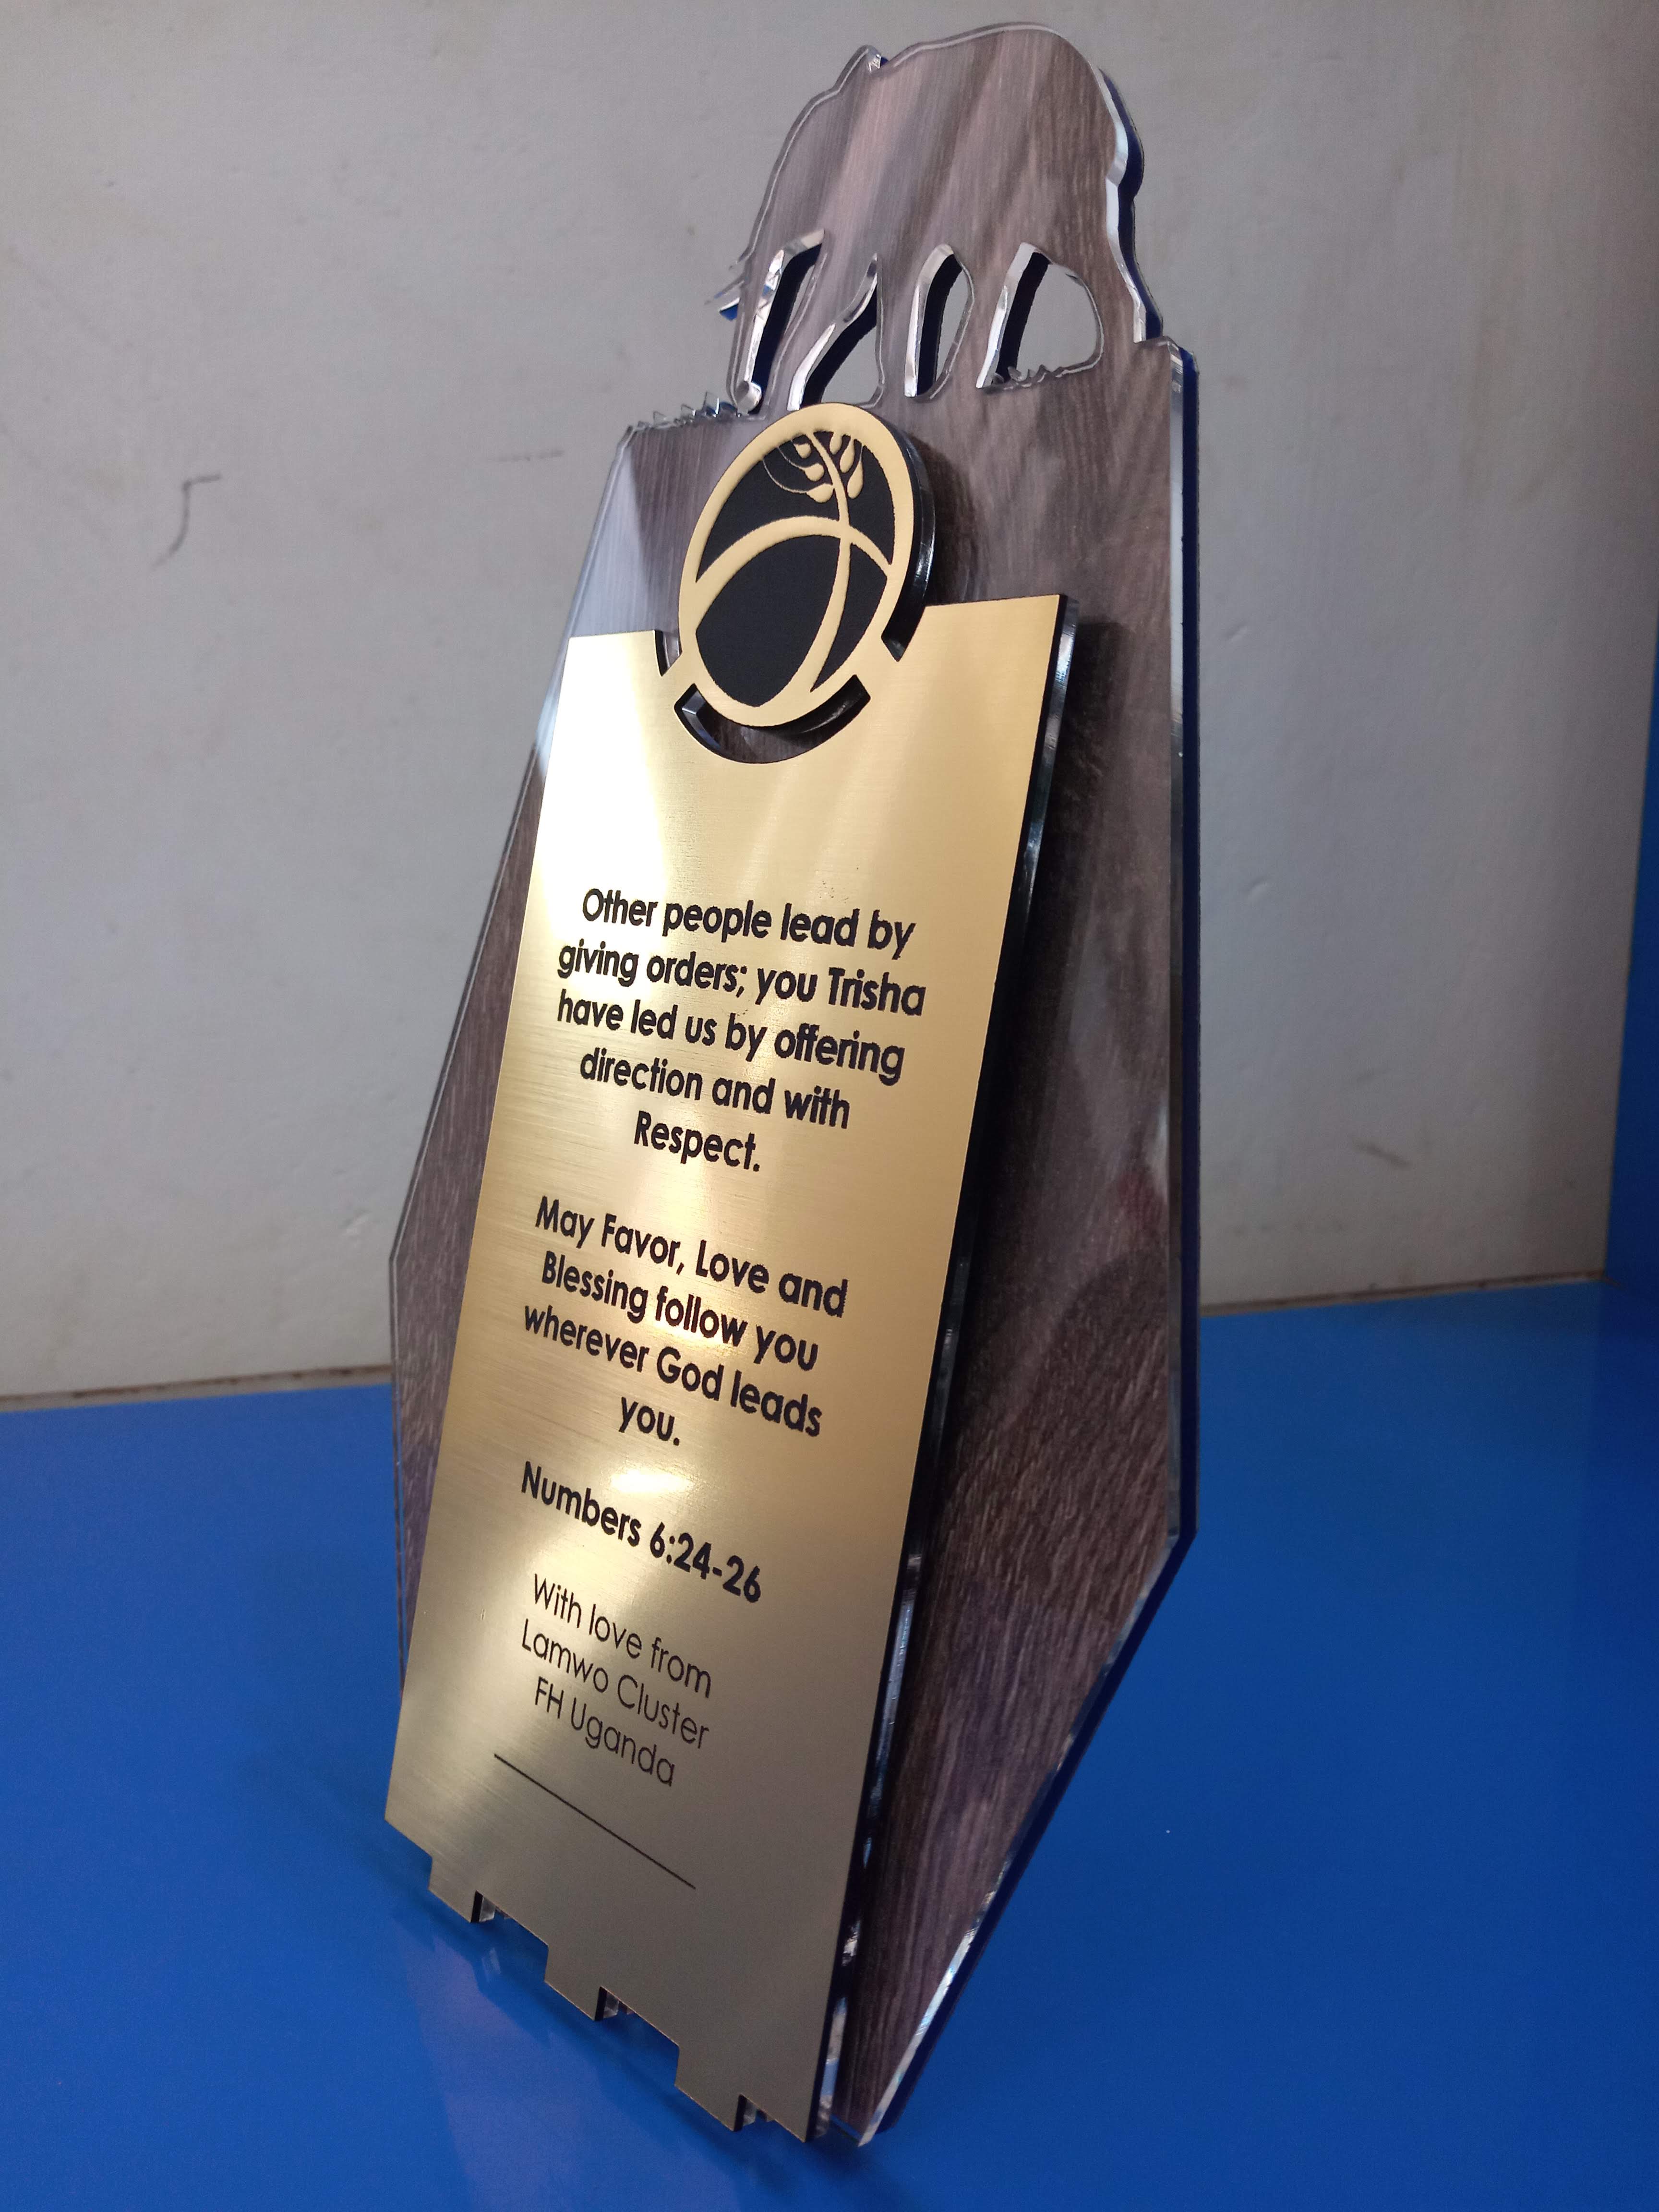 Other people lead by
giving orders; you Trisha
have led us by offering
direction and with
Respect.
May Favor, Love and
Blessing follow you
wherever God leads
you.
Numbers 6:24-26
With love from
Lamwo Cluster
FH Uganda